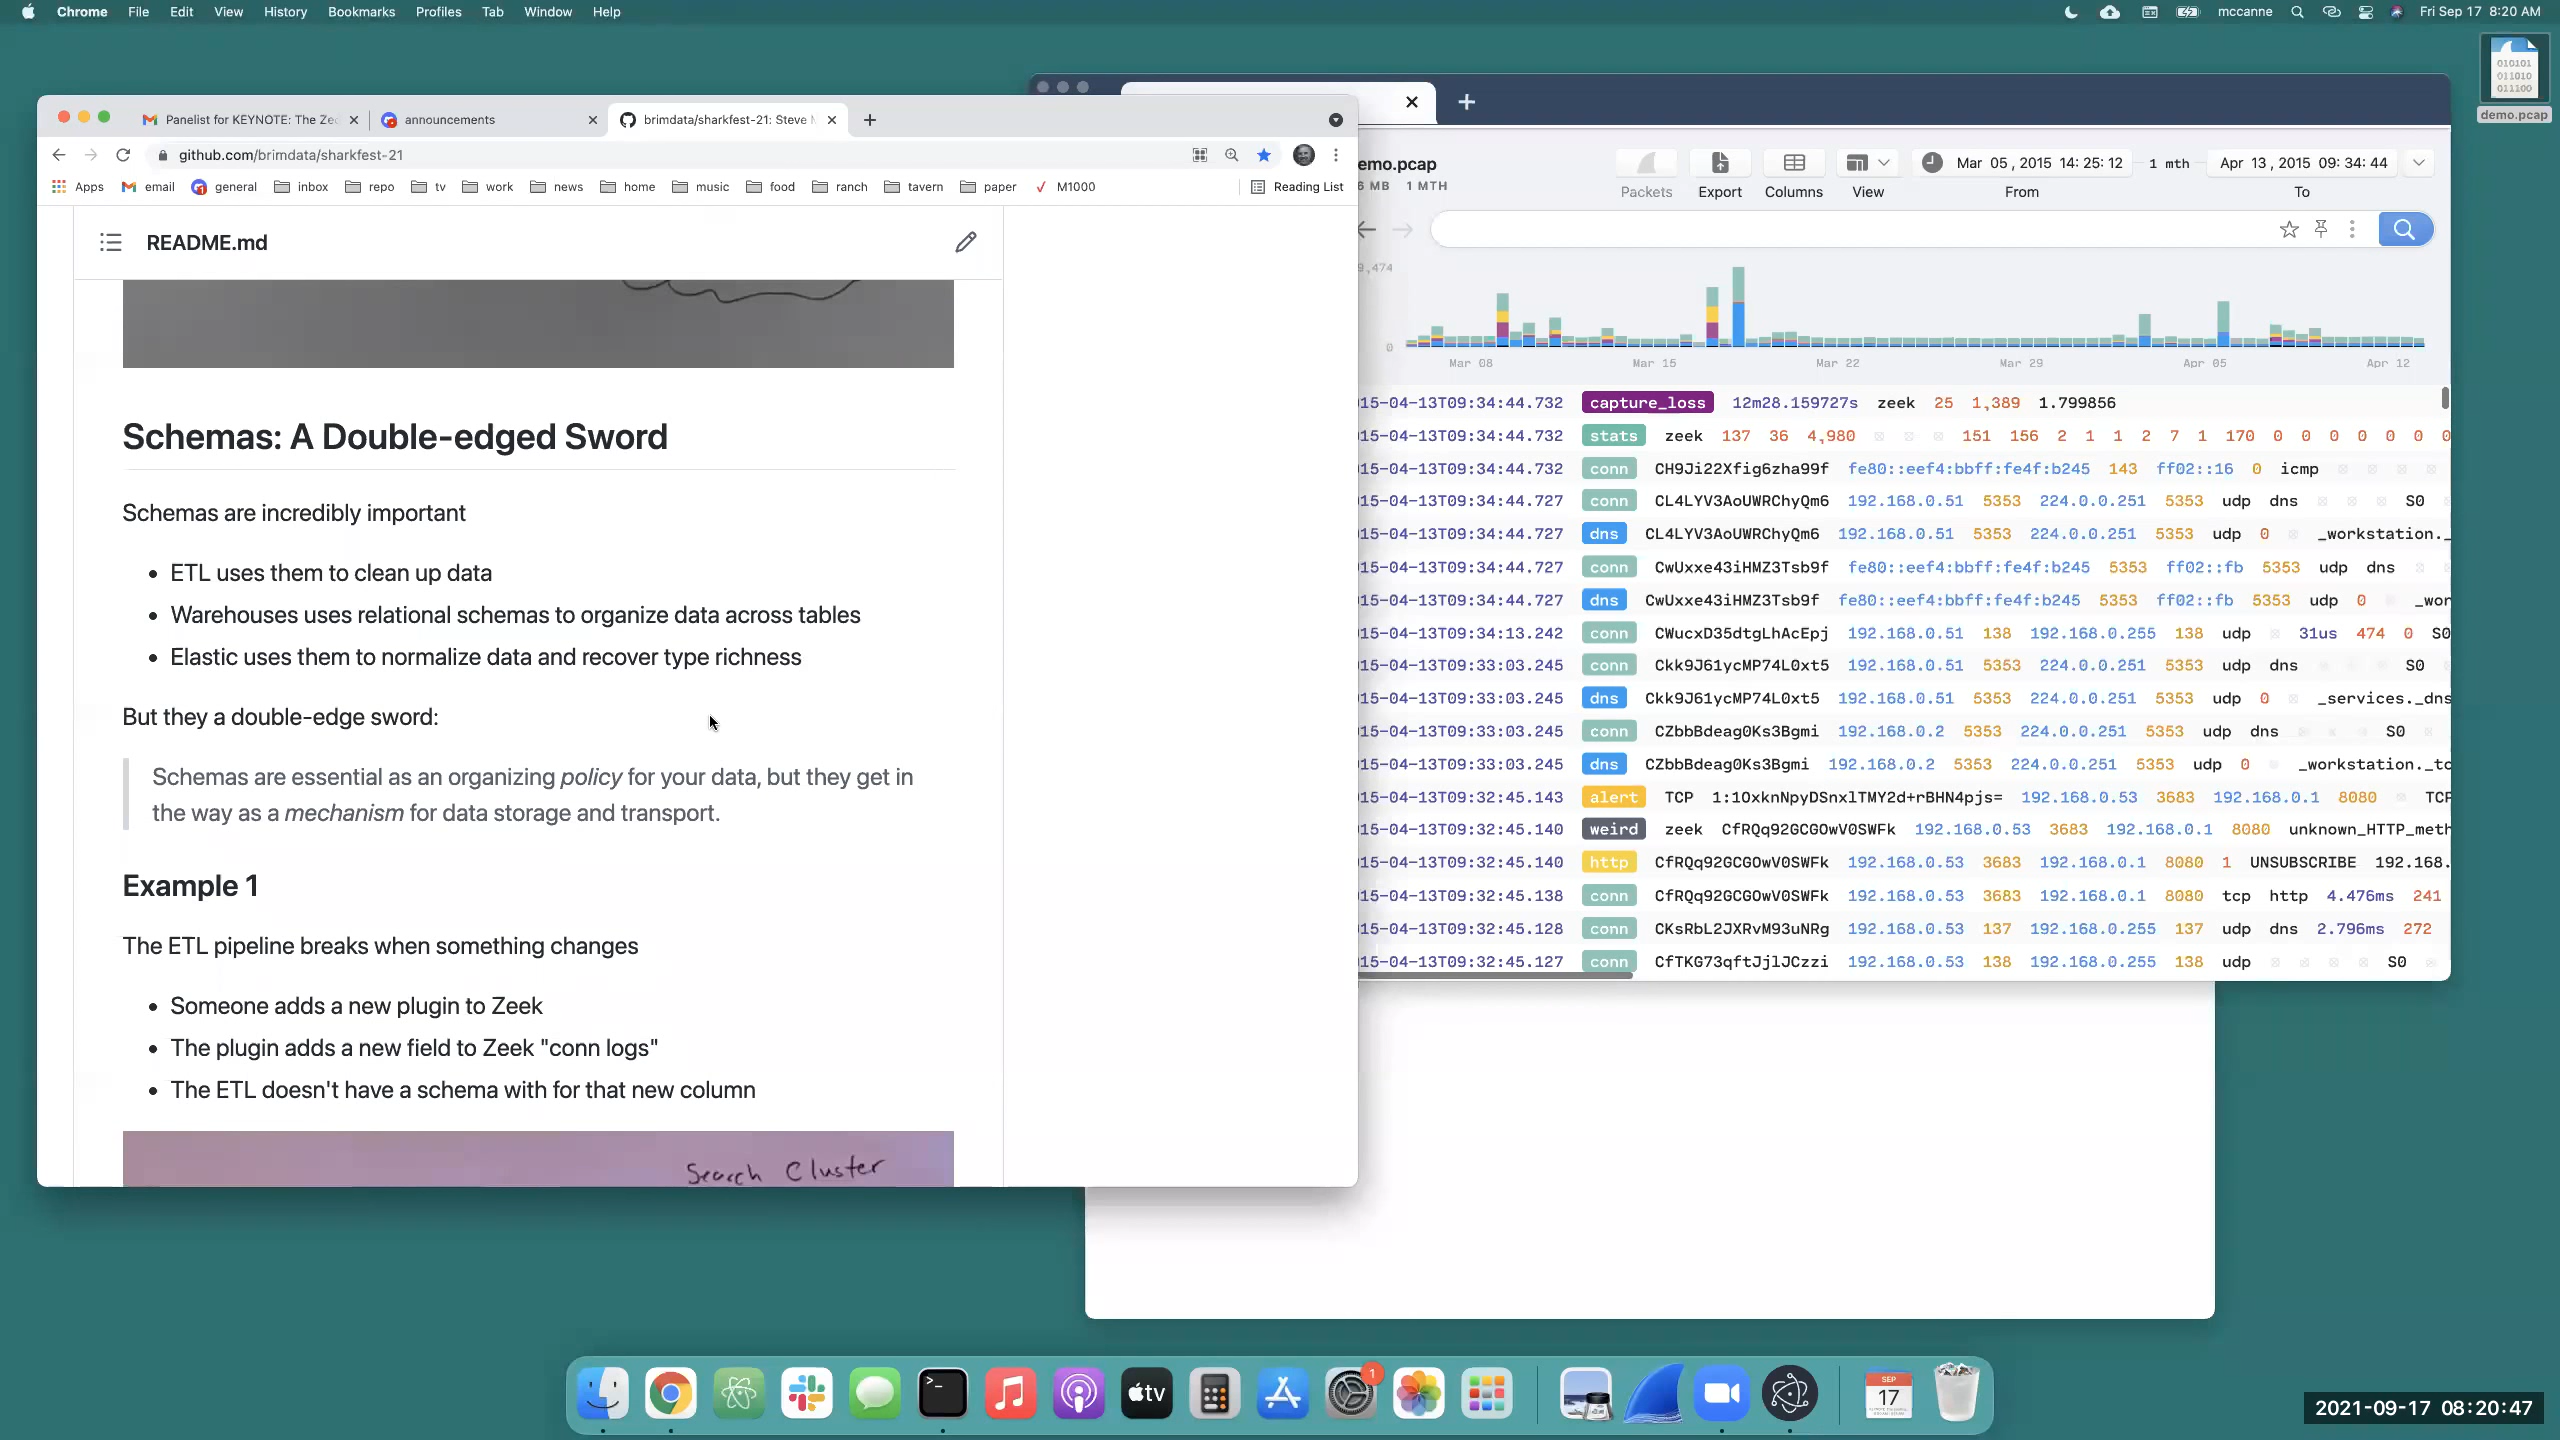 Chrome File Edit View History Bookmarks Profiles Tab Window Help
mccanne Fri Sep 17 8:20 AM
010101
011010
011100
demo.pcap
Panelist for KEYNOTE: The Ze
announcements
brimdata/sharkfest-21: Steve
github.com/brimdata/sharkfest-21
Apps email general inbox repo tv work news home music food ranch tavern paper M1000 Reading List
README.md
Schemas: A Double-edged Sword
Schemas are incredibly important
ETL uses them to clean up data
Warehouses uses relational schemas to organize data across tables
Elastic uses them to normalize data and recover type richness
But they a double-edge sword:
Schemas are essential as an organizing policy for your data, but they get in
the way as a mechanism for data storage and transport.
Example 1
The ETL pipeline breaks when something changes
Someone adds a new plugin to Zeek
The plugin adds a new field to Zeek "conn logs"
The ETL doesn't have a schema with for that new column
Search Cluster
emo.pcap
6 MB 1 MTH
Packets Export Columns View
Mar 05, 2015 14:25:12 1 mth Apr 13, 2015 09:34:44
From To
9,474
0
Mar 08 Mar 15 Mar 22 Mar 29 Apr 05 Apr 12
15-04-13T09:34:44.732 capture_loss 12m28.159727s zeek 25 1,389 1.799856
15-04-13T09:34:44.732 stats zeek 137 36 4,980 151 156 2 1 1 2 7 1 170 0 0 0 0 0 0 0
15-04-13T09:34:44.732 conn CH9Ji22Xfig6zha99f fe80::eef4:bbff:fe4f:b245 143 ff02::16 0 icmp
15-04-13T09:34:44.727 conn CL4LYV3AoUWRChyQm6 192.168.0.51 5353 224.0.0.251 5353 udp dns S0
15-04-13T09:34:44.727 dns CL4LYV3AoUWRChyQm6 192.168.0.51 5353 224.0.0.251 5353 udp 0 _workstation._
15-04-13T09:34:44.727 conn CwUxxe43iHMZ3Tsb9f fe80::eef4:bbff:fe4f:b245 5353 ff02::fb 5353 udp dns
15-04-13T09:34:44.727 dns CwUxxe43iHMZ3Tsb9f fe80::eef4:bbff:fe4f:b245 5353 ff02::fb 5353 udp 0 _wor
15-04-13T09:34:13.242 conn CWucxD35dtgLhAcEpj 192.168.0.51 138 192.168.0.255 138 udp 31us 474 0 S0
15-04-13T09:33:03.245 conn Ckk9J61ycMP74L0xt5 192.168.0.51 5353 224.0.0.251 5353 udp dns S0
15-04-13T09:33:03.245 dns Ckk9J61ycMP74L0xt5 192.168.0.51 5353 224.0.0.251 5353 udp 0 _services._dns
15-04-13T09:33:03.245 conn CZbbBdeag0Ks3Bgmi 192.168.0.2 5353 224.0.0.251 5353 udp dns S0
15-04-13T09:33:03.245 dns CZbbBdeag0Ks3Bgmi 192.168.0.2 5353 224.0.0.251 5353 udp 0 _workstation._tc
15-04-13T09:32:45.143 alert TCP 1:1OxknNpyDSnxlTMY2d+rBHN4pjs= 192.168.0.53 3683 192.168.0.1 8080 TCP
15-04-13T09:32:45.140 weird zeek CfRQq92GCGOwV0SWFk 192.168.0.53 3683 192.168.0.1 8080 unknown_HTTP_meth
15-04-13T09:32:45.140 http CfRQq92GCGOwV0SWFk 192.168.0.53 3683 192.168.0.1 8080 1 UNSUBSCRIBE 192.168.
15-04-13T09:32:45.138 conn CfRQq92GCGOwV0SWFk 192.168.0.53 3683 192.168.0.1 8080 tcp http 4.476ms 241
15-04-13T09:32:45.128 conn CKsRbL2JXRvM93uNRg 192.168.0.53 137 192.168.0.255 137 udp dns 2.796ms 272
15-04-13T09:32:45.127 conn CfTKG73qftJjlJCzzi 192.168.0.53 138 192.168.0.255 138 udp S0
tv
1
SEP
17
2021-09-17 08:20:47